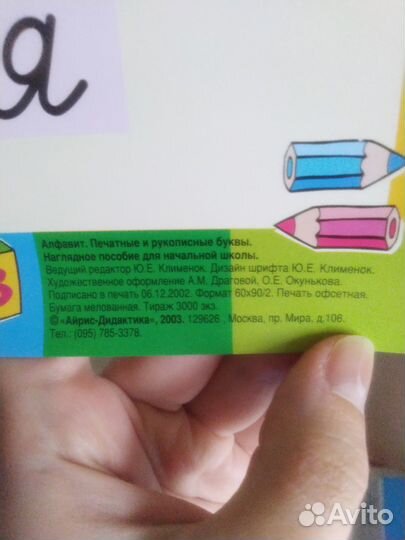 я
Алфавит. Печатные и рукописные буквы.
Наглядное пособие для начальной школы.
Ведущий редактор Ю.Е. Клименок. Дизайн шрифта Ю.Е. Клименок.
Художественное оформление А.М. Драговой, О.Е. Окунькова.
Подписано в печать 06.12.2002. Формат 60х90/2. Печать офсетная.
Бумага мелованная. Тираж 3000 экз.
© «Айрис-Дидактика», 2003. 129626 , Москва, пр. Мира, д.106.
Тел.: (095) 785-3378.
В
Avito